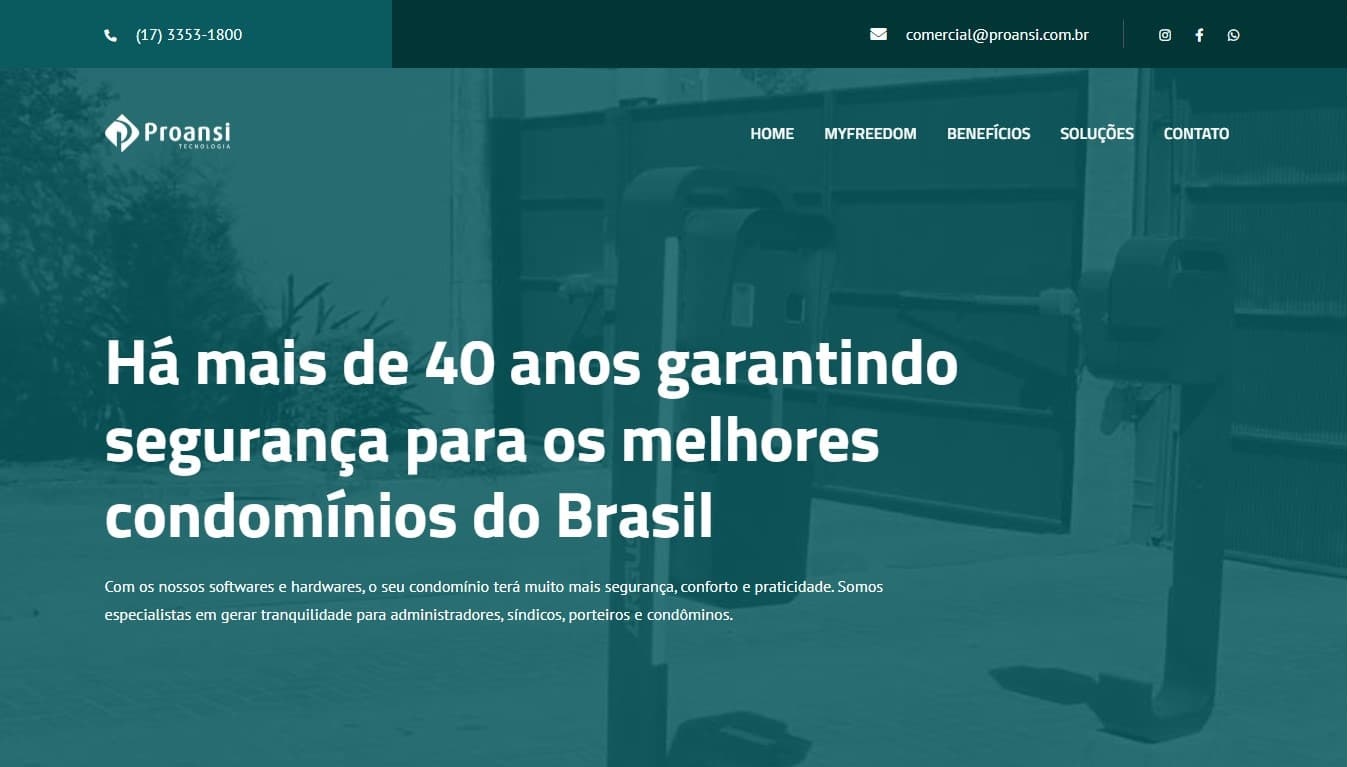 (17) 3353-1800
comercial@proansi.com.br
Proansi
TECNOLOGIA
HOME MYFREEDOM BENEFÍCIOS SOLUÇÕES CONTATO
Há mais de 40 anos garantindo
segurança para os melhores
condomínios do Brasil
Com os nossos softwares e hardwares, o seu condomínio terá muito mais segurança, conforto e praticidade. Somos
especialistas em gerar tranquilidade para administradores, síndicos, porteiros e condôminos.